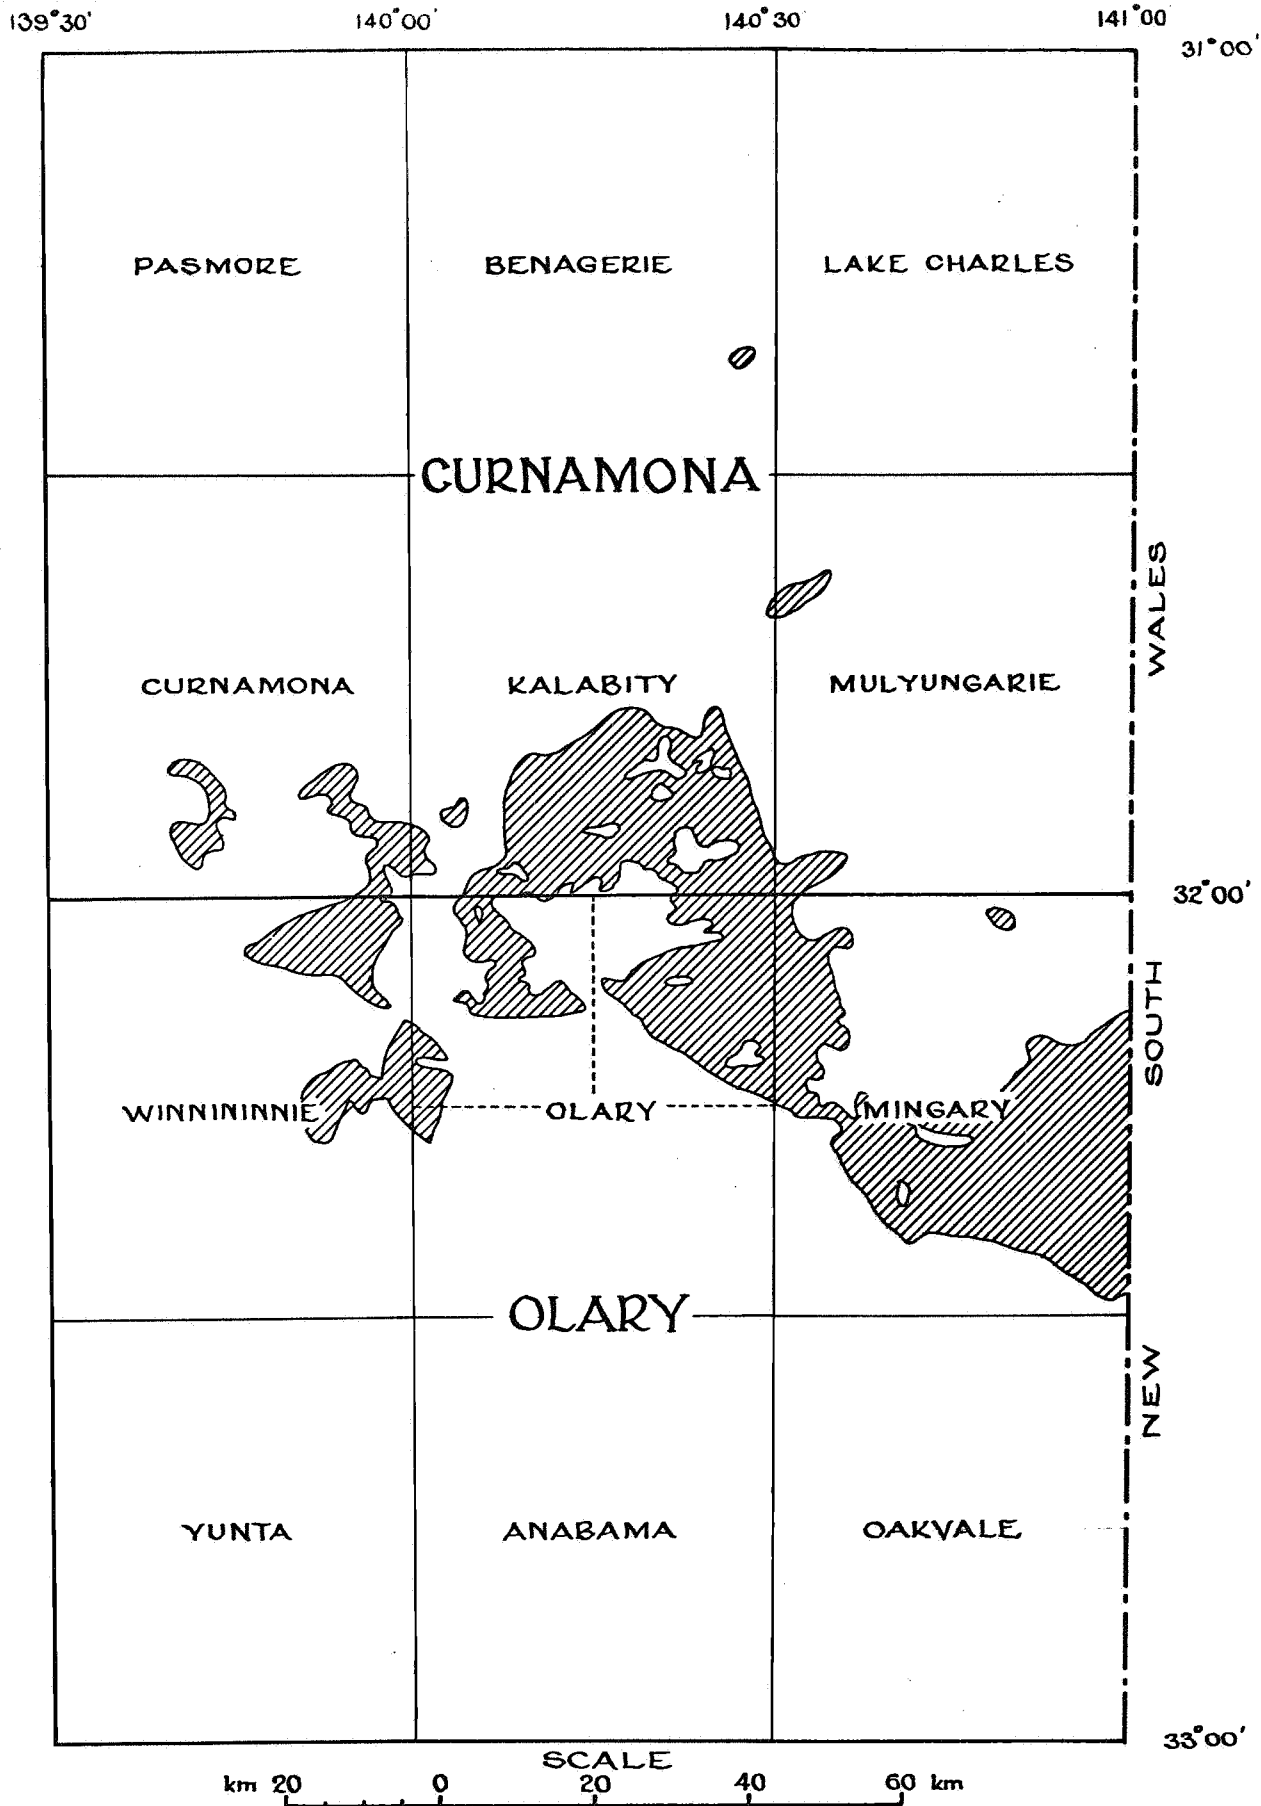 139°30' 140°00' 140°30' 141°00'
31°00'
PASMORE BENAGERIE LAKE CHARLES
CURNAMONA
WALES
CURNAMONA KALABITY MULYUNGARIE
32°00'
SOUTH
WINNININNIE OLARY MINGARY
OLARY
NEW
YUNTA ANABAMA OAKVALE
33°00'
SCALE
km 20 0 20 40 60 km